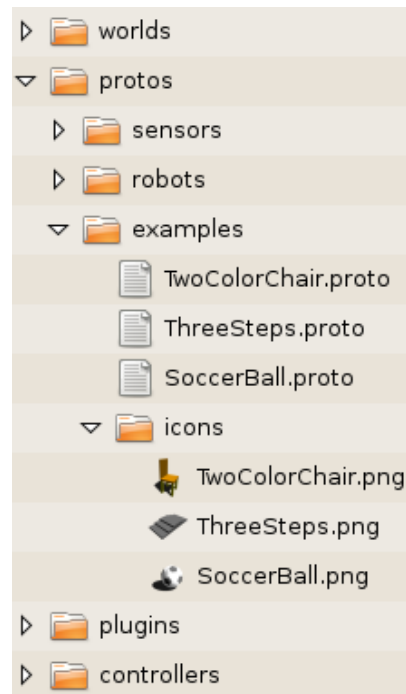 worlds
protos
sensors
robots
examples
TwoColorChair.proto
ThreeSteps.proto
SoccerBall.proto
icons
TwoColorChair.png
ThreeSteps.png
SoccerBall.png
plugins
controllers